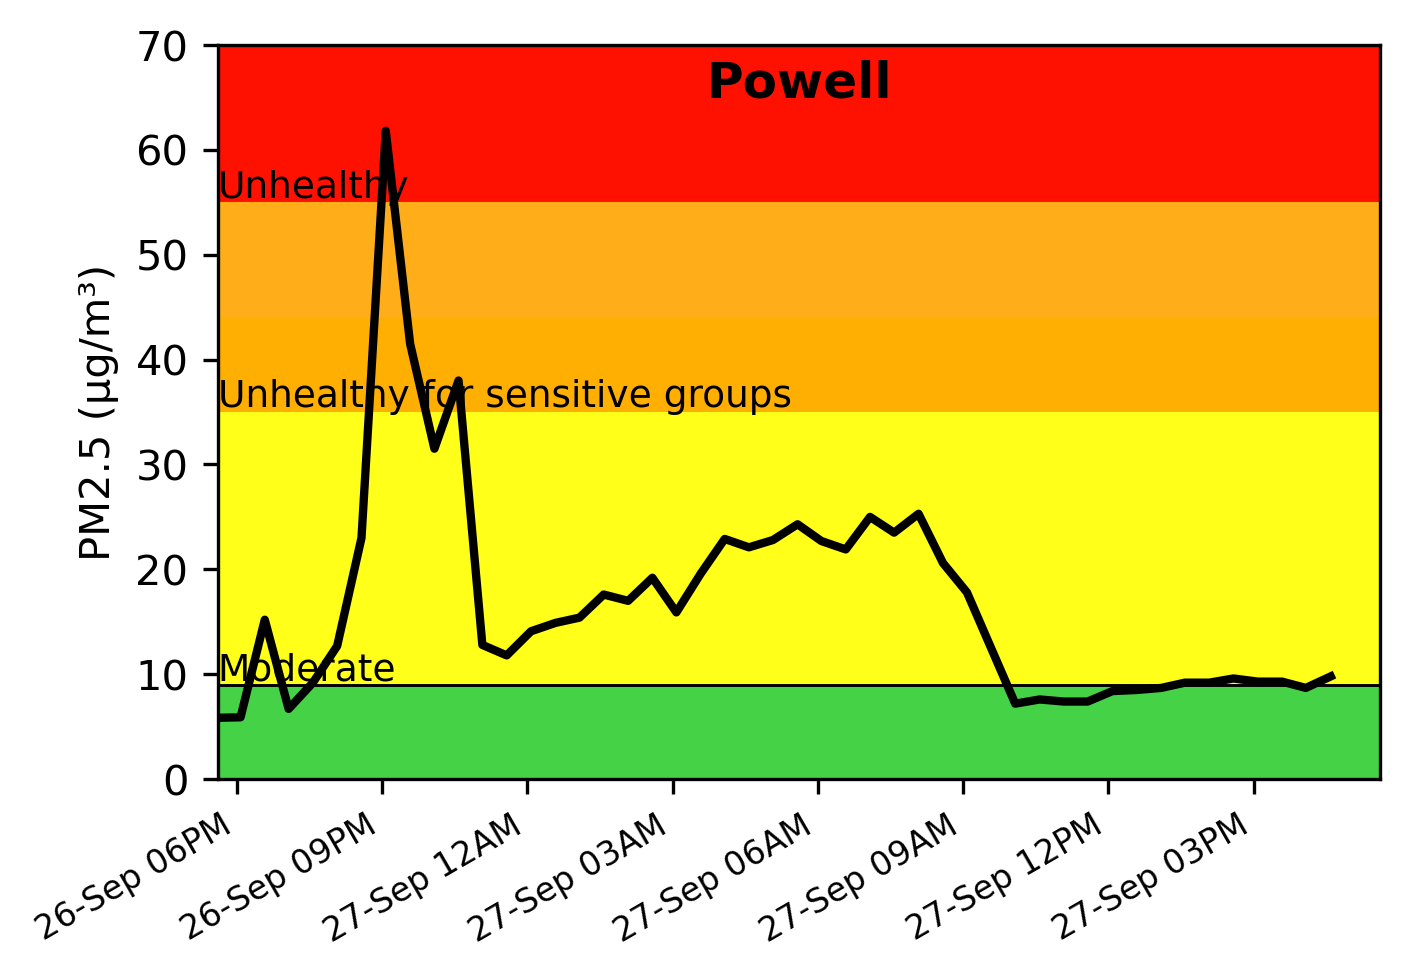 Powell
70
60
50
40
30
20
10
0
PM2.5 (µg/m³)
Unhealthy
Unhealthy for sensitive groups
Moderate
26-Sep 06PM
26-Sep 09PM
27-Sep 12AM
27-Sep 03AM
27-Sep 06AM
27-Sep 09AM
27-Sep 12PM
27-Sep 03PM